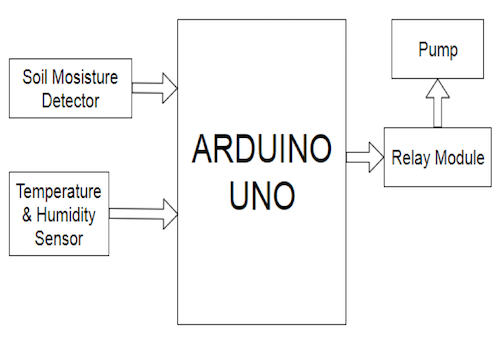 Soil Mosisture
Detector
Temperature
& Humidity
Sensor
ARDUINO
UNO
Pump
Relay Module